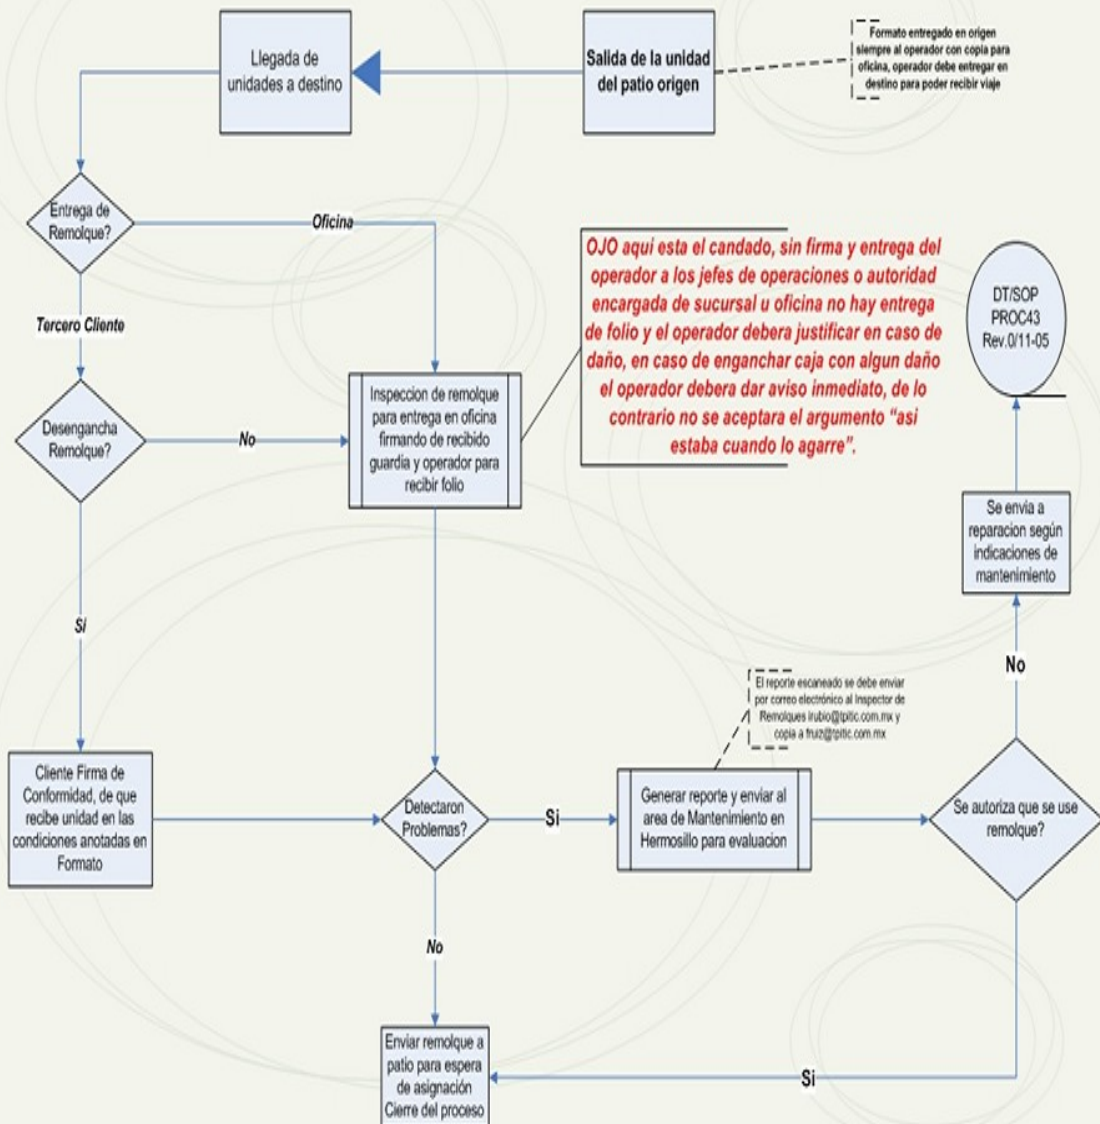 Llegada de
unidades a destino
Salida de la unidad
del patio origen
Formato entregado en origen
siempre al operador con copia para
oficina, operador debe entregar en
destino para poder recibir viaje
Entrega de
Remolque?
Oficina
Tercero Cliente
OJO aqui esta el candado, sin firma y entrega del
operador a los jefes de operaciones o autoridad
encargada de sucursal u oficina no hay entrega
de folio y el operador debera justificar en caso de
daño, en caso de enganchar caja con algun daño
el operador debera dar aviso inmediato, de lo
contrario no se aceptara el argumento “asi
estaba cuando lo agarre”.
DT/SOP
PROC43
Rev.0/11-05
Desengancha
Remolque?
No
Inspeccion de remolque
para entrega en oficina
firmando de recibido
guardia y operador para
recibir folio
Se envia a
reparacion según
indicaciones de
mantenimiento
Si
No
El reporte escaneado se debe enviar
por correo electrónico al Inspector de
Remolques lrubio@tpitic.com.mx y
copia a fruiz@tpitic.com.mx
Cliente Firma de
Conformidad, de que
recibe unidad en las
condiciones anotadas en
Formato
Detectaron
Problemas?
Si
Generar reporte y enviar al
area de Mantenimiento en
Hermosillo para evaluacion
Se autoriza que se use
remolque?
No
Enviar remolque a
patio para espera
de asignación
Cierre del proceso
Si